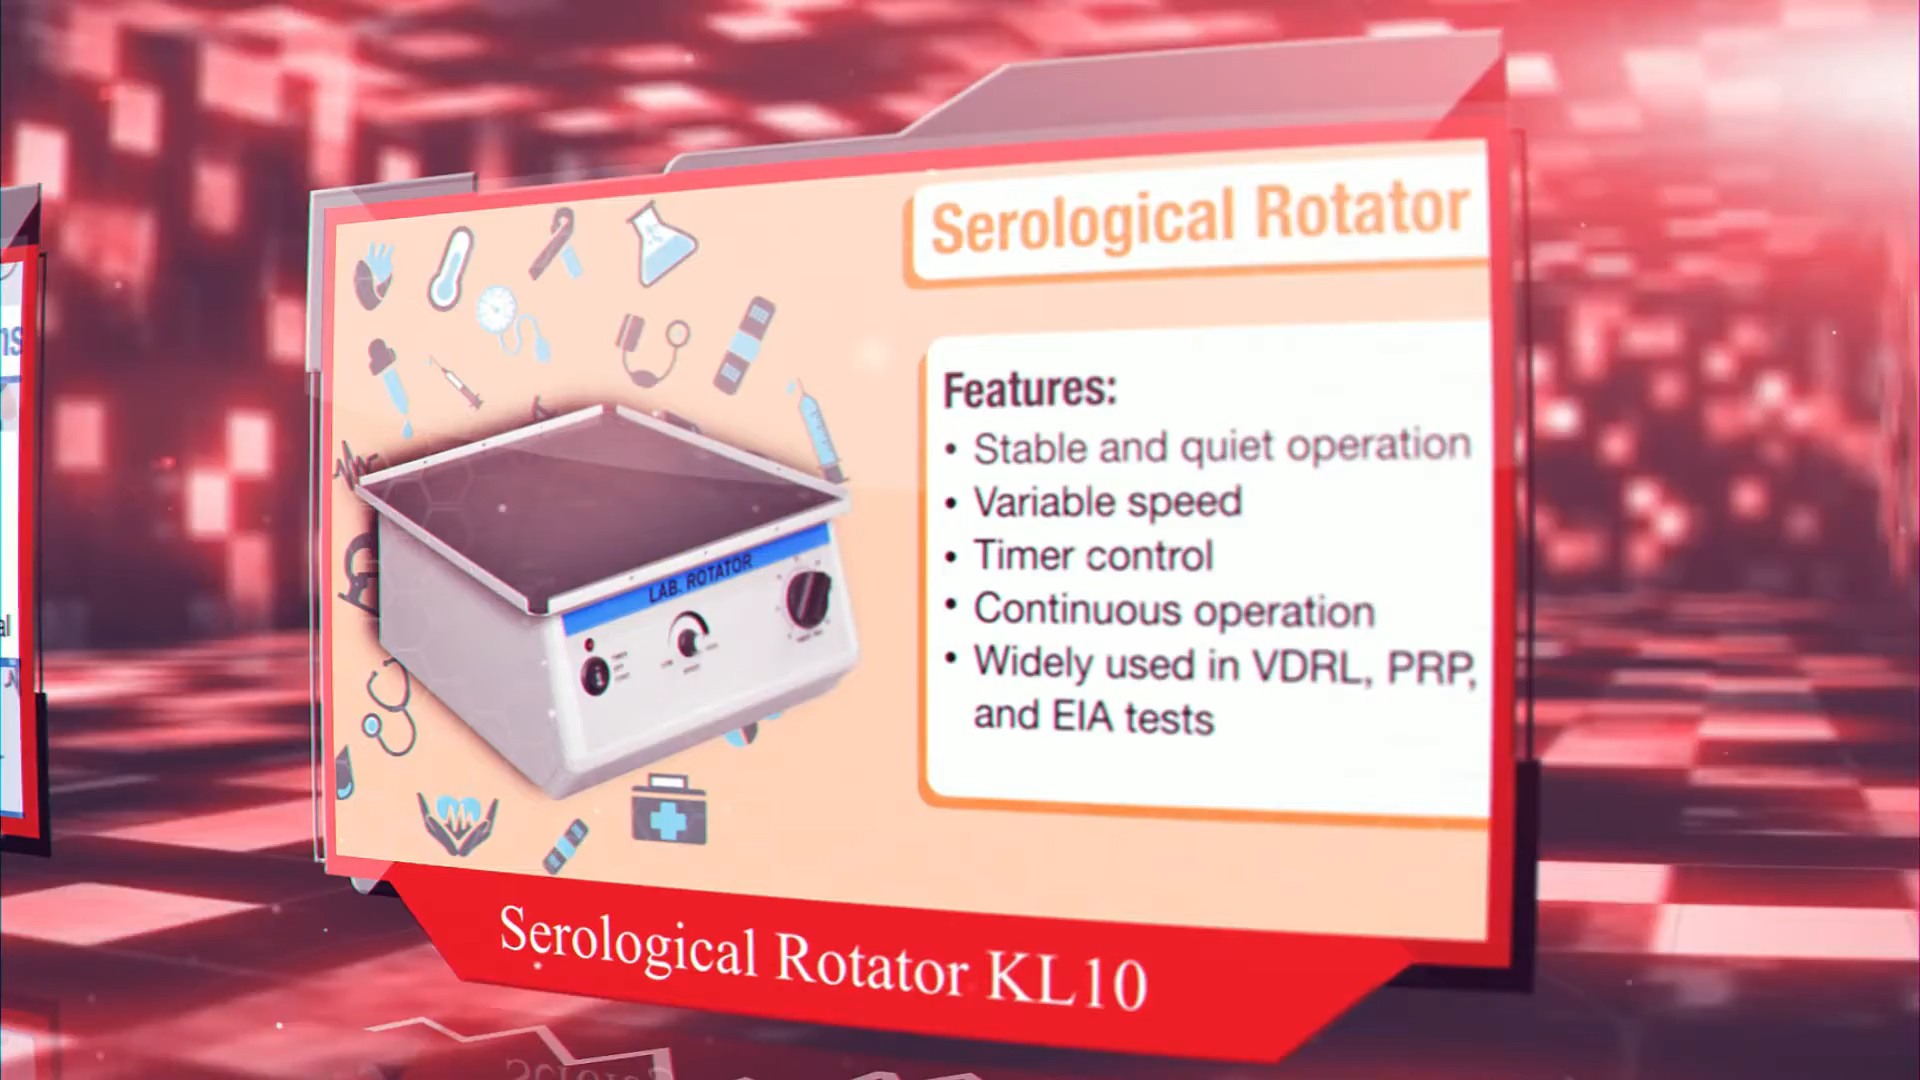 Serological Rotator
Features:
• Stable and quiet operation
• Variable speed
• Timer control
• Continuous operation
• Widely used in VDRL, PRP,
and EIA tests
LAB. ROTATOR
Serological Rotator KL10